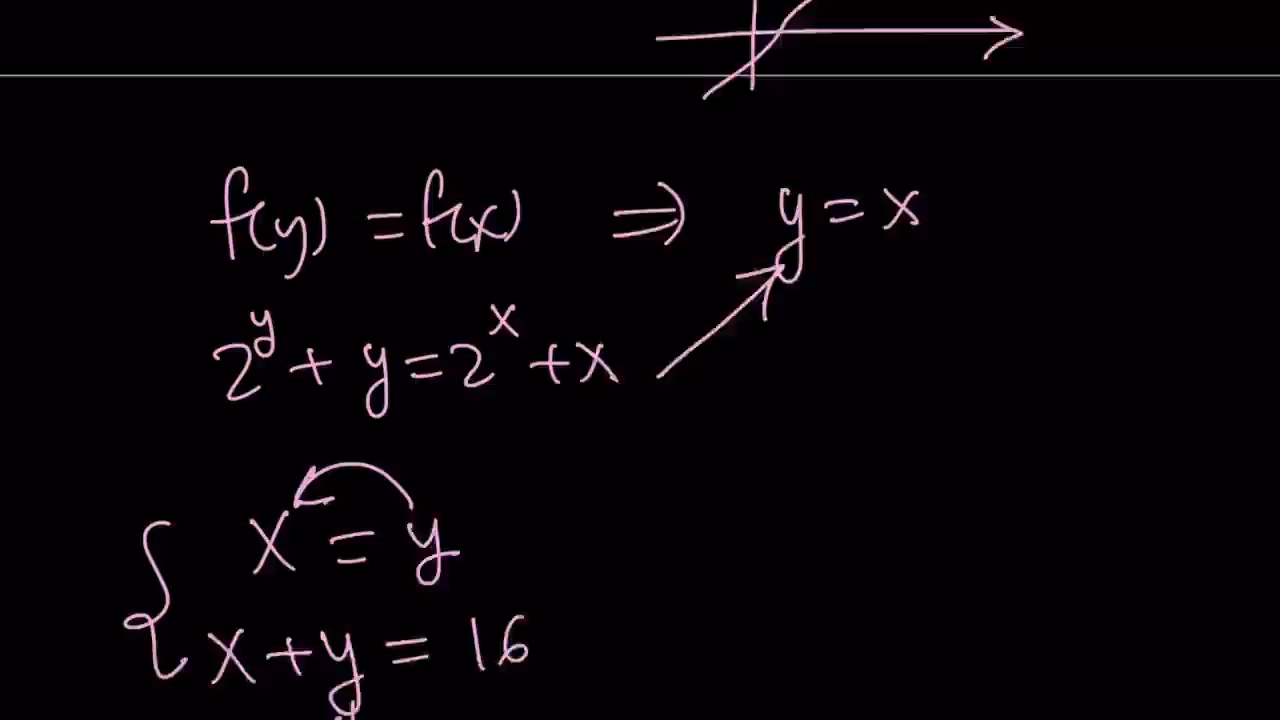 f(y) = f(x) ⇒ y = x
2^y + y = 2^x + x
x = y
x + y = 16